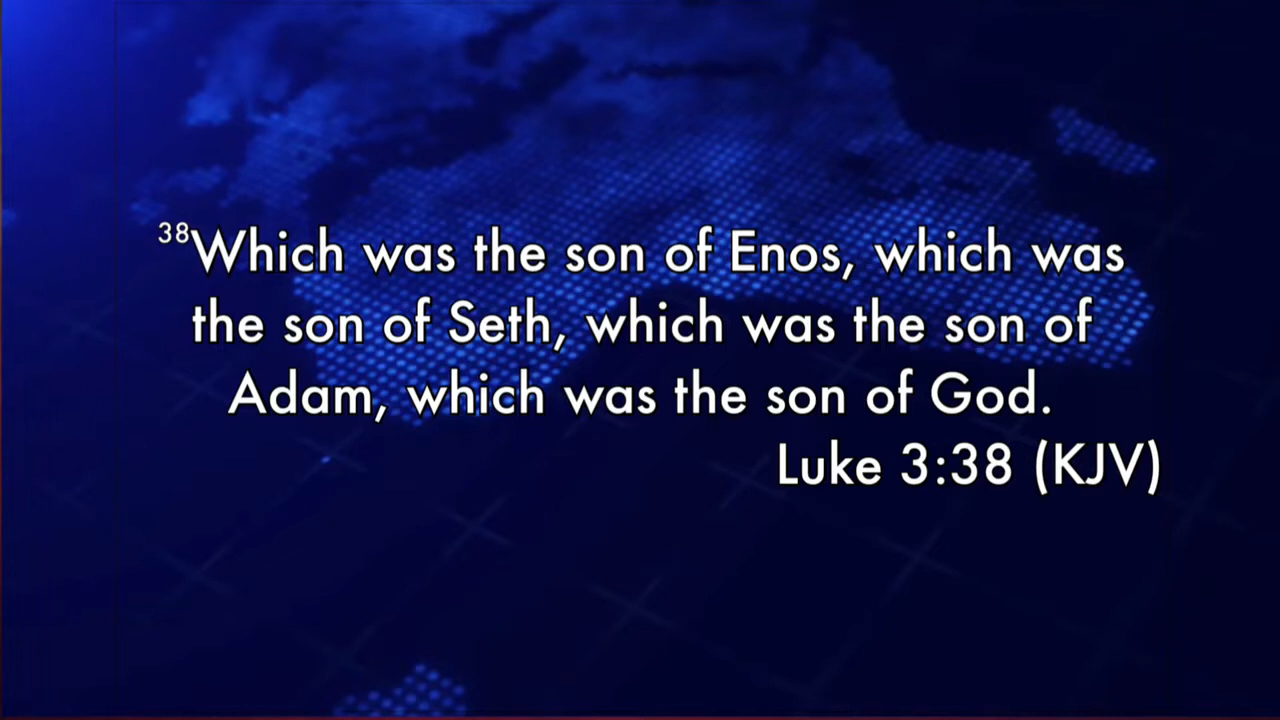 ³⁸Which was the son of Enos, which was
the son of Seth, which was the son of
Adam, which was the son of God.
Luke 3:38 (KJV)